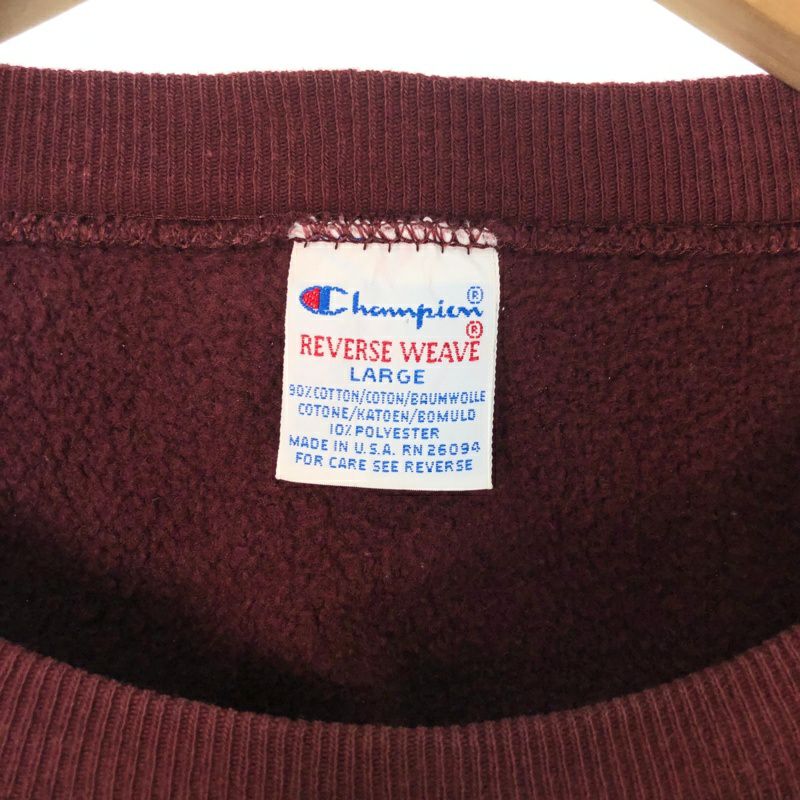 Champion®
REVERSE WEAVE®
LARGE
90% COTTON/COTON/BAUMWOLLE
COTONE/KATOEN/BOMULD
10% POLYESTER
MADE IN U.S.A. RN 26094
FOR CARE SEE REVERSE